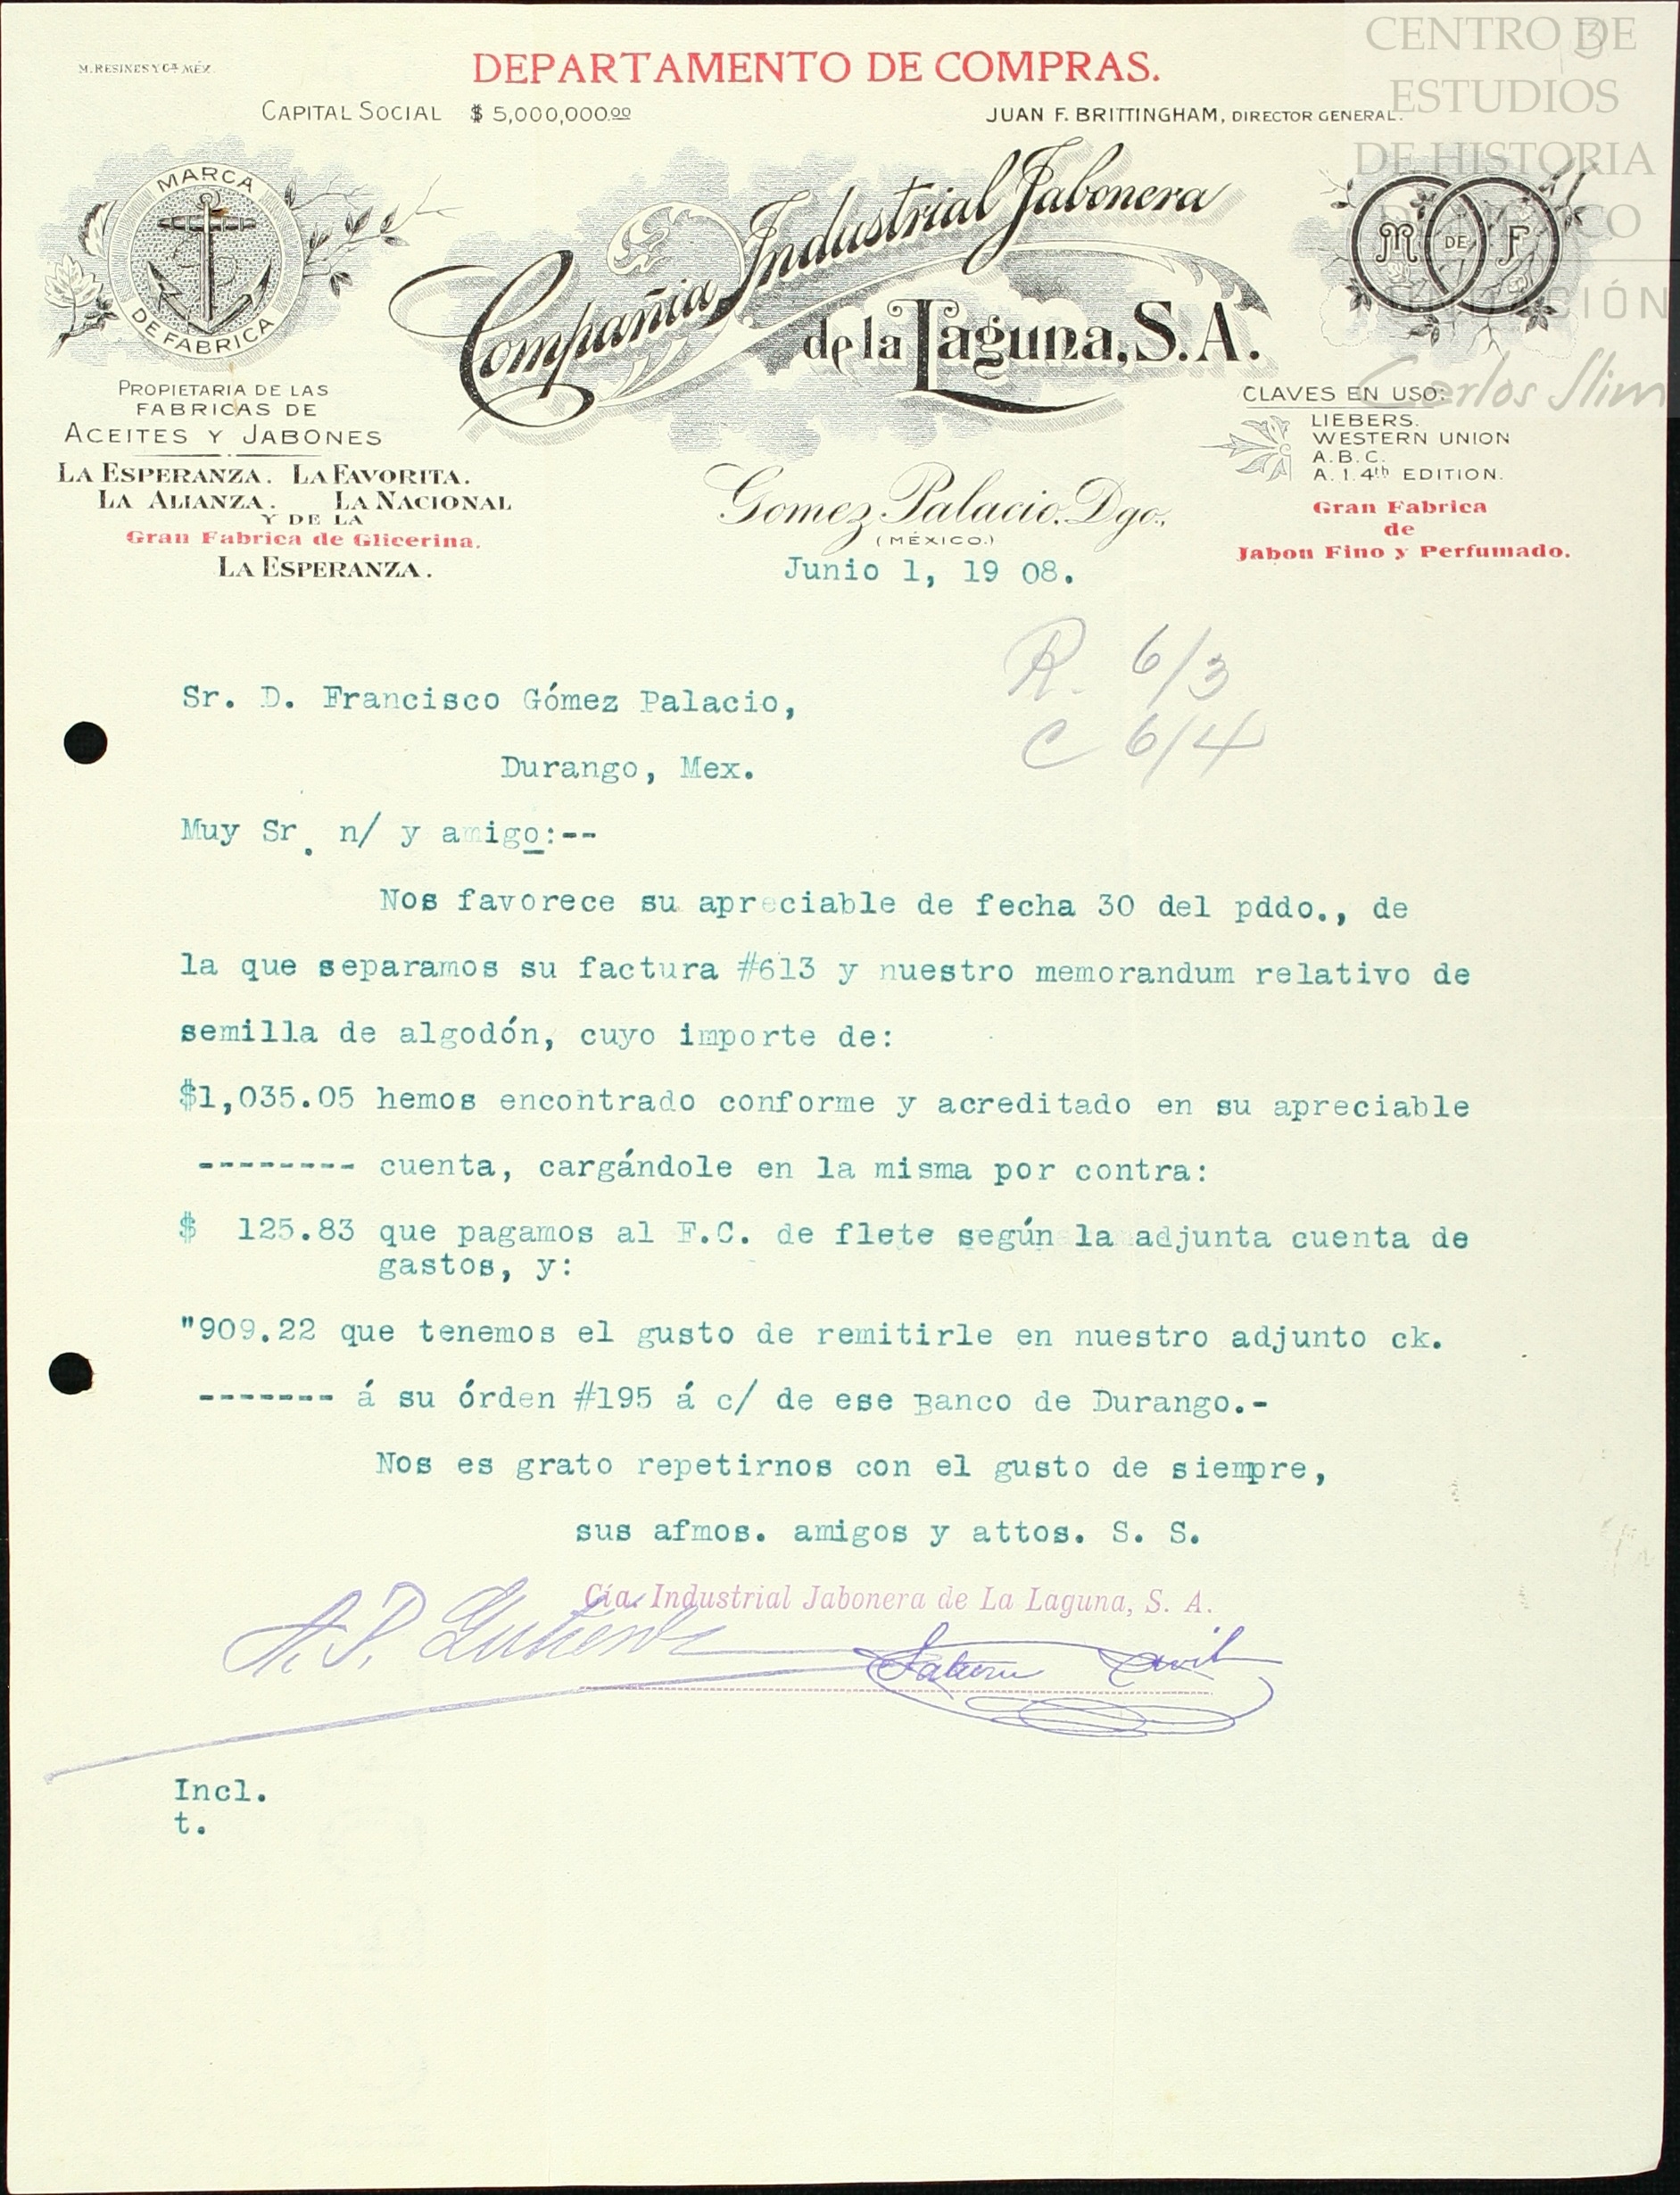 CENTRO DE
ESTUDIOS
DE HISTORIA
Carlos Slim
M. RESINES Y Cª MÉX.
DEPARTAMENTO DE COMPRAS.
CAPITAL SOCIAL $ 5,000,000.00
JUAN F. BRITTINGHAM, DIRECTOR GENERAL.
MARCA
DE FABRICA
Compañia Industrial Jabonera
de la Laguna, S.A.
M DE F
PROPIETARIA DE LAS
FABRICAS DE
ACEITES Y JABONES
LA ESPERANZA. LA FAVORITA.
LA ALIANZA. LA NACIONAL
Y DE LA
Gran Fabrica de Glicerina.
LA ESPERANZA.
CLAVES EN USO:
LIEBERS.
WESTERN UNION
A.B.C.
A.1.4th EDITION.
Gran Fabrica
de
Jabon Fino y Perfumado.
Gomez Palacio, Dgo.,
(MÉXICO.)
Junio 1, 19 08.
R. 6/3
C 6/4
Sr. D. Francisco Gómez Palacio,
Durango, Mex.
Muy Sr. n/ y amigo:--
Nos favorece su apreciable de fecha 30 del pddo., de
la que separamos su factura #613 y nuestro memorandum relativo de
semilla de algodón, cuyo importe de:
$1,035.05 hemos encontrado conforme y acreditado en su apreciable
-------- cuenta, cargándole en la misma por contra:
$ 125.83 que pagamos al F.C. de flete según la adjunta cuenta de
gastos, y:
"909.22 que tenemos el gusto de remitirle en nuestro adjunto ck.
------- á su órden #195 á c/ de ese Banco de Durango.-
Nos es grato repetirnos con el gusto de siempre,
sus afmos. amigos y attos. S. S.
Cía. Industrial Jabonera de La Laguna, S. A.
Incl.
t.